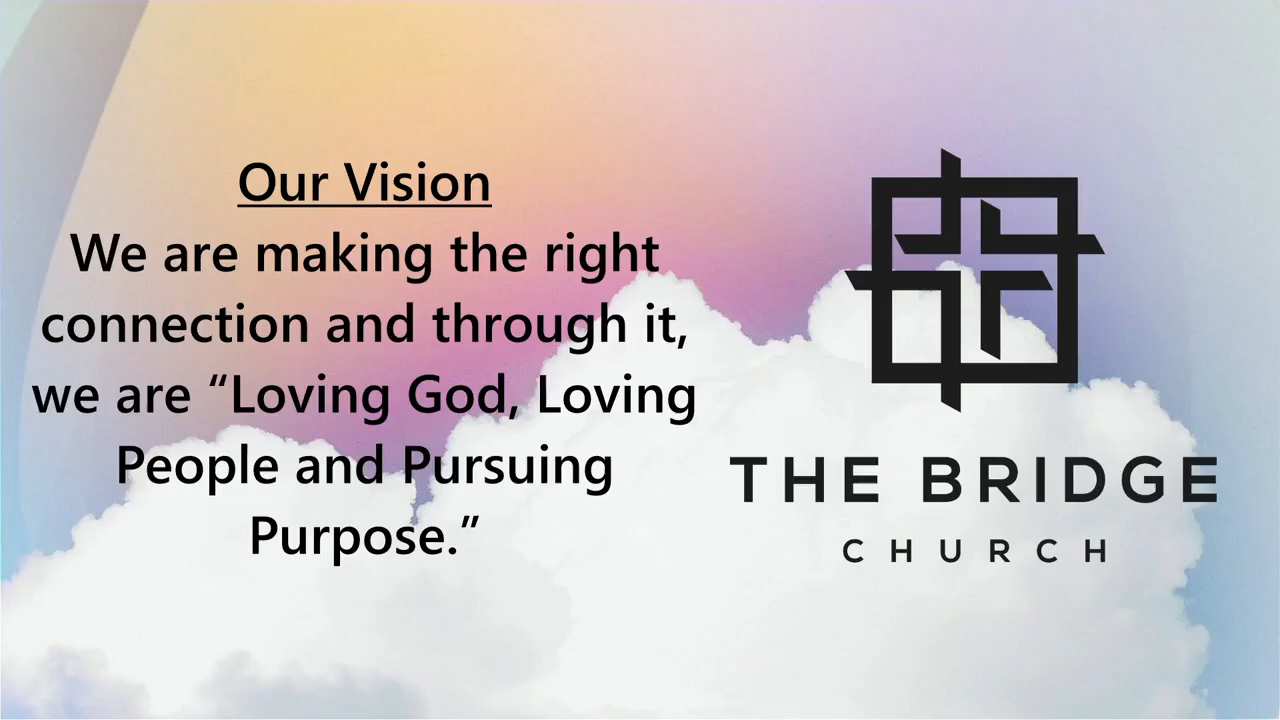 Our Vision
We are making the right
connection and through it,
we are “Loving God, Loving
People and Pursuing
Purpose.”
THE BRIDGE
CHURCH